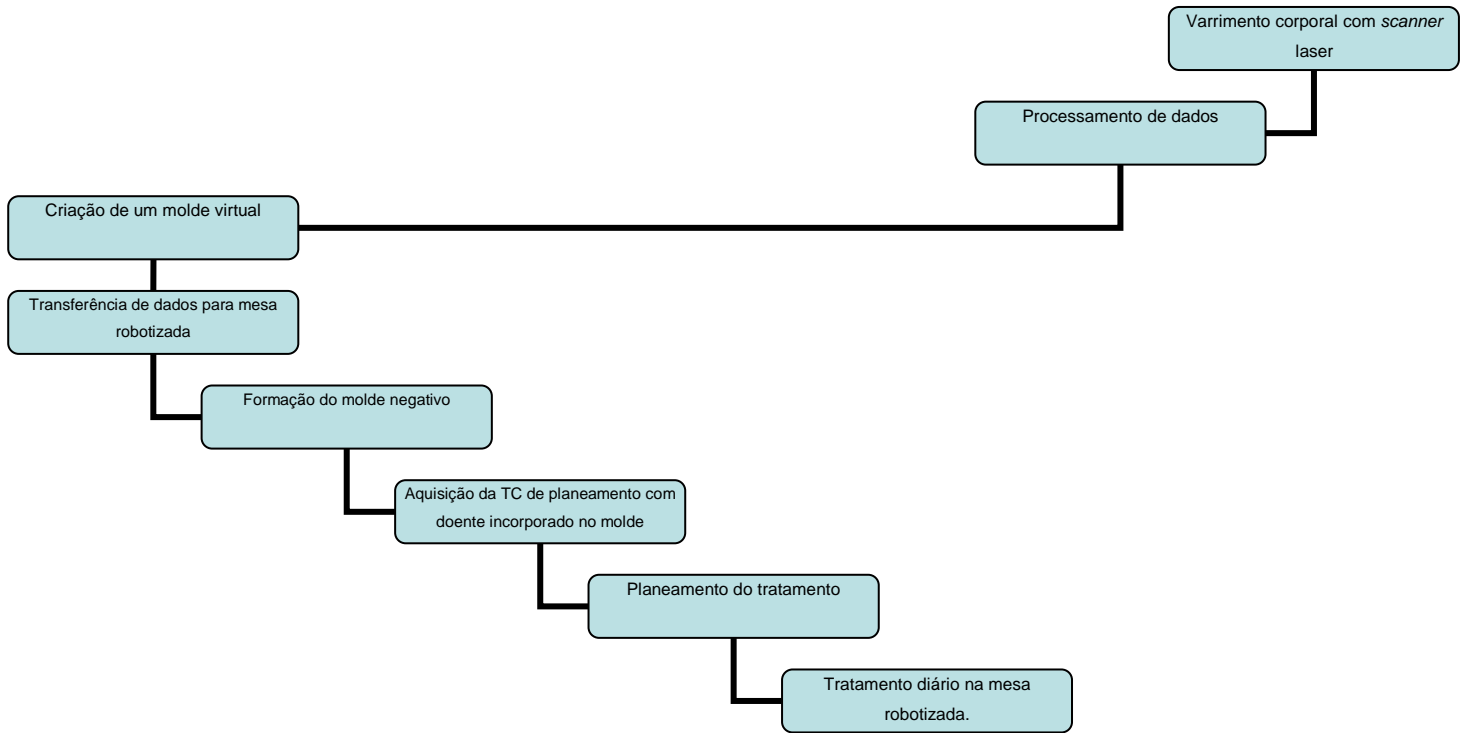 Varrimento corporal com scanner
laser
Processamento de dados
Criação de um molde virtual
Transferência de dados para mesa
robotizada
Formação do molde negativo
Aquisição da TC de planeamento com
doente incorporado no molde
Planeamento do tratamento
Tratamento diário na mesa
robotizada.